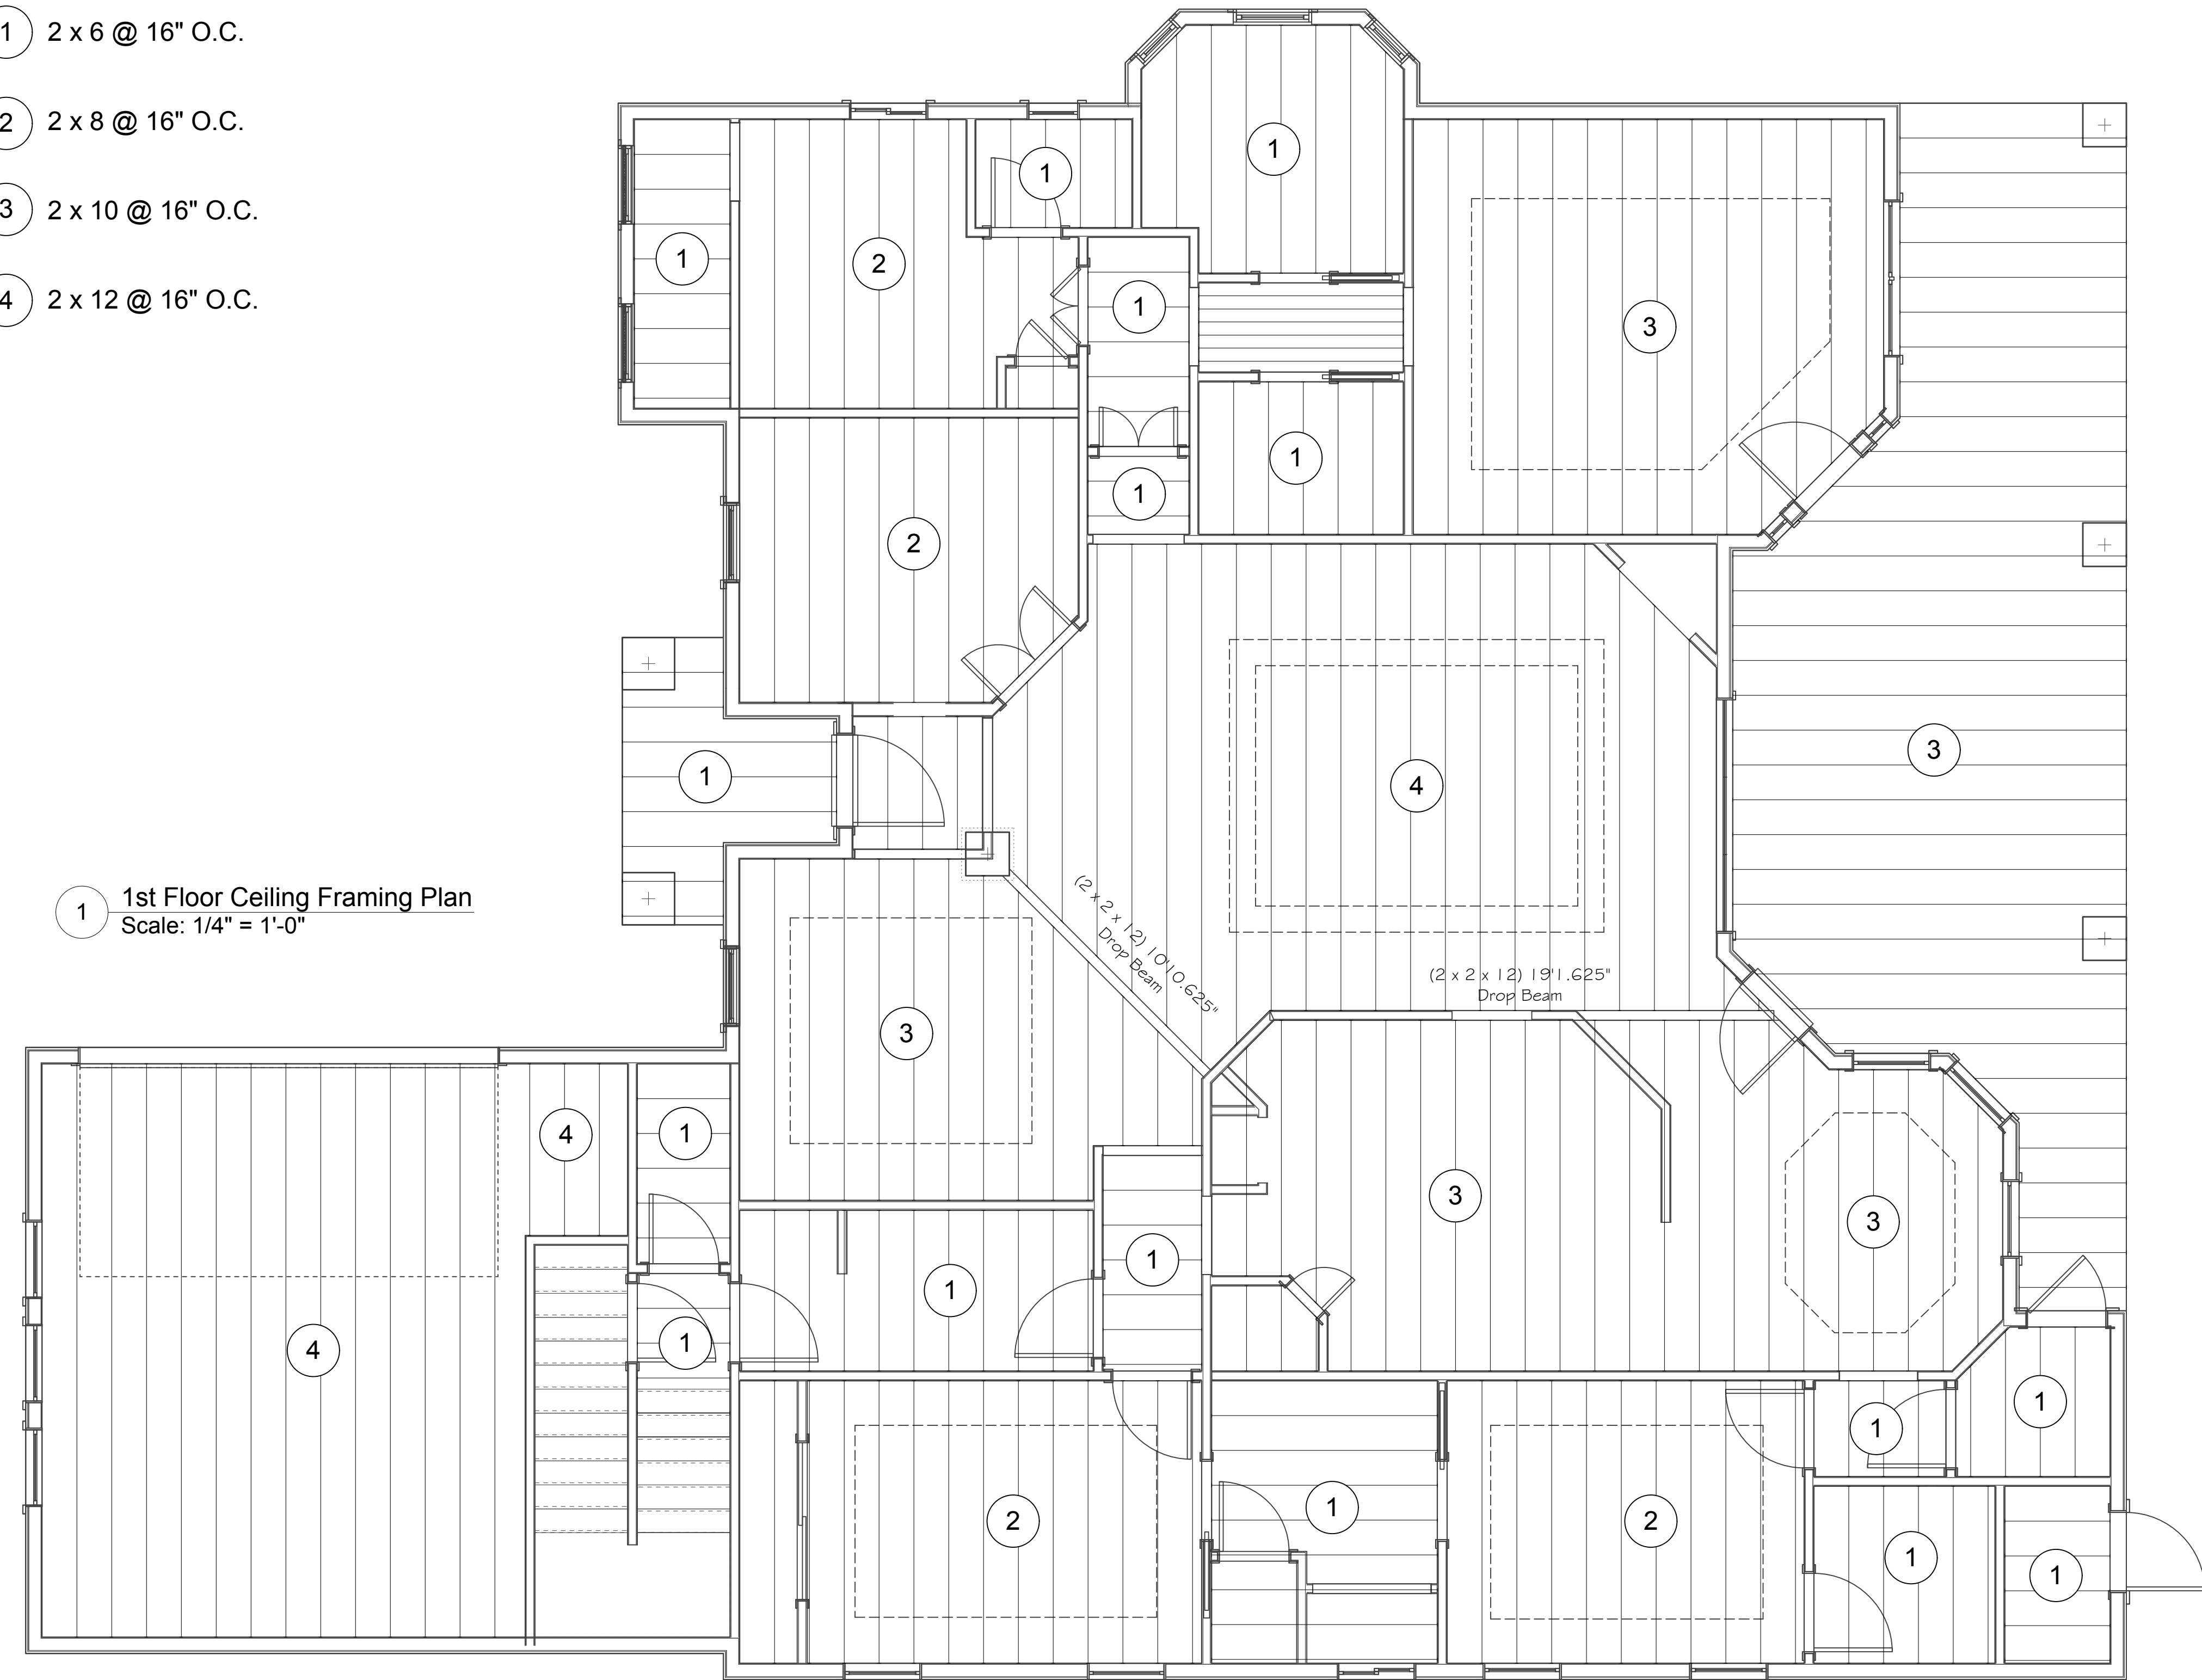 1 2 x 6 @ 16" O.C.
2 2 x 8 @ 16" O.C.
3 2 x 10 @ 16" O.C.
4 2 x 12 @ 16" O.C.
1
1
1
2
1
3
1
1
2
1
1
4
3
1 1st Floor Ceiling Framing Plan
Scale: 1/4" = 1'-0"
(2 x 2 x 12) 10'10.625"
Drop Beam
(2 x 2 x 12) 19'1.625"
Drop Beam
3
4
1
3
3
1
1
4
1
1
1
2
1
2
1
1